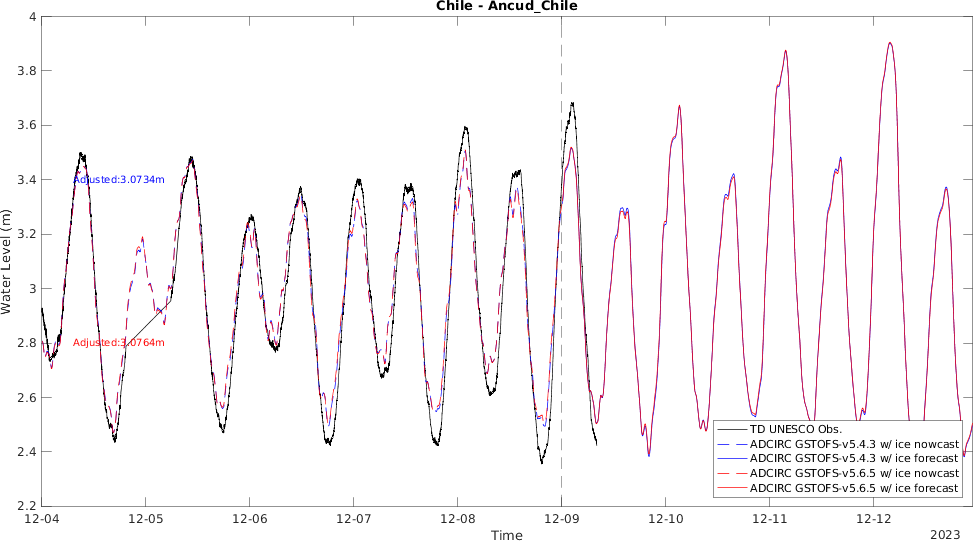 Chile - Ancud_Chile
4
3.8
3.6
3.4
3.2
3
2.8
2.6
2.4
2.2
Water Level (m)
Adjusted:3.0734m
Adjusted:3.0764m
TD UNESCO Obs.
ADCIRC GSTOFS-v5.4.3 w/ ice nowcast
ADCIRC GSTOFS-v5.4.3 w/ ice forecast
ADCIRC GSTOFS-v5.6.5 w/ ice nowcast
ADCIRC GSTOFS-v5.6.5 w/ ice forecast
12-04 12-05 12-06 12-07 12-08 12-09 12-10 12-11 12-12
Time
2023